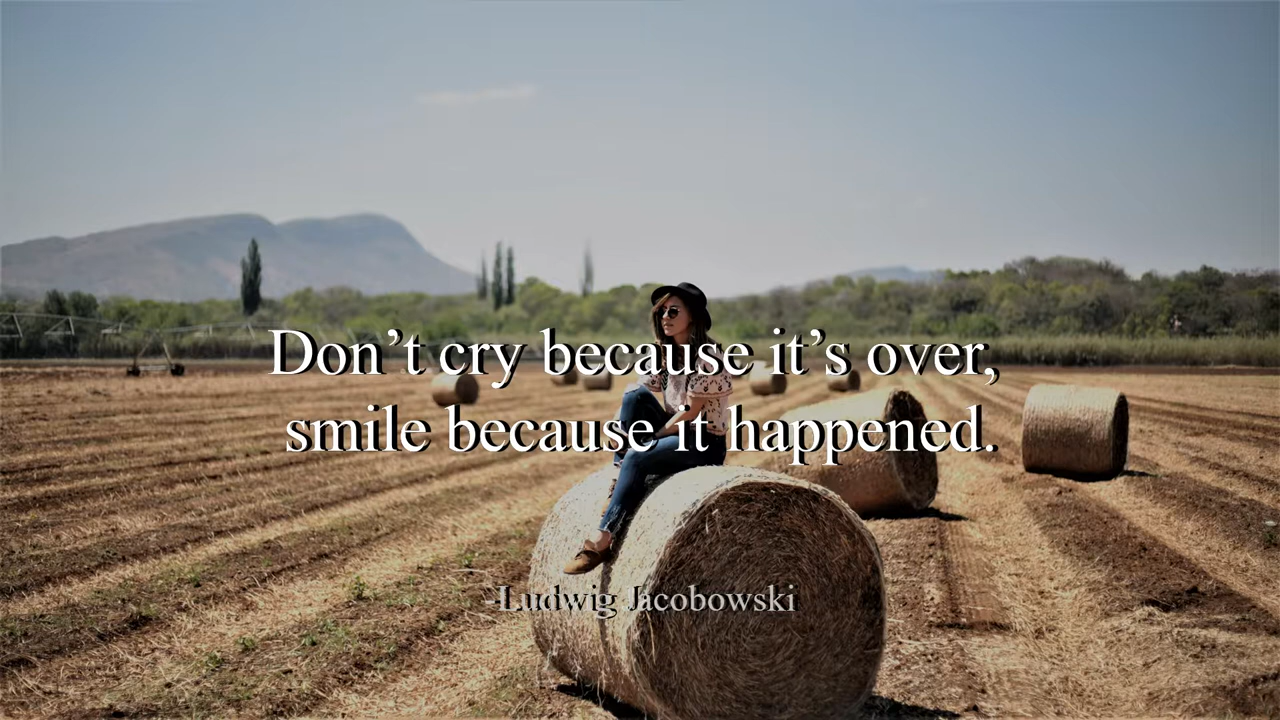 Don’t cry because it’s over,
smile because it happened.
-Ludwig Jacobowski